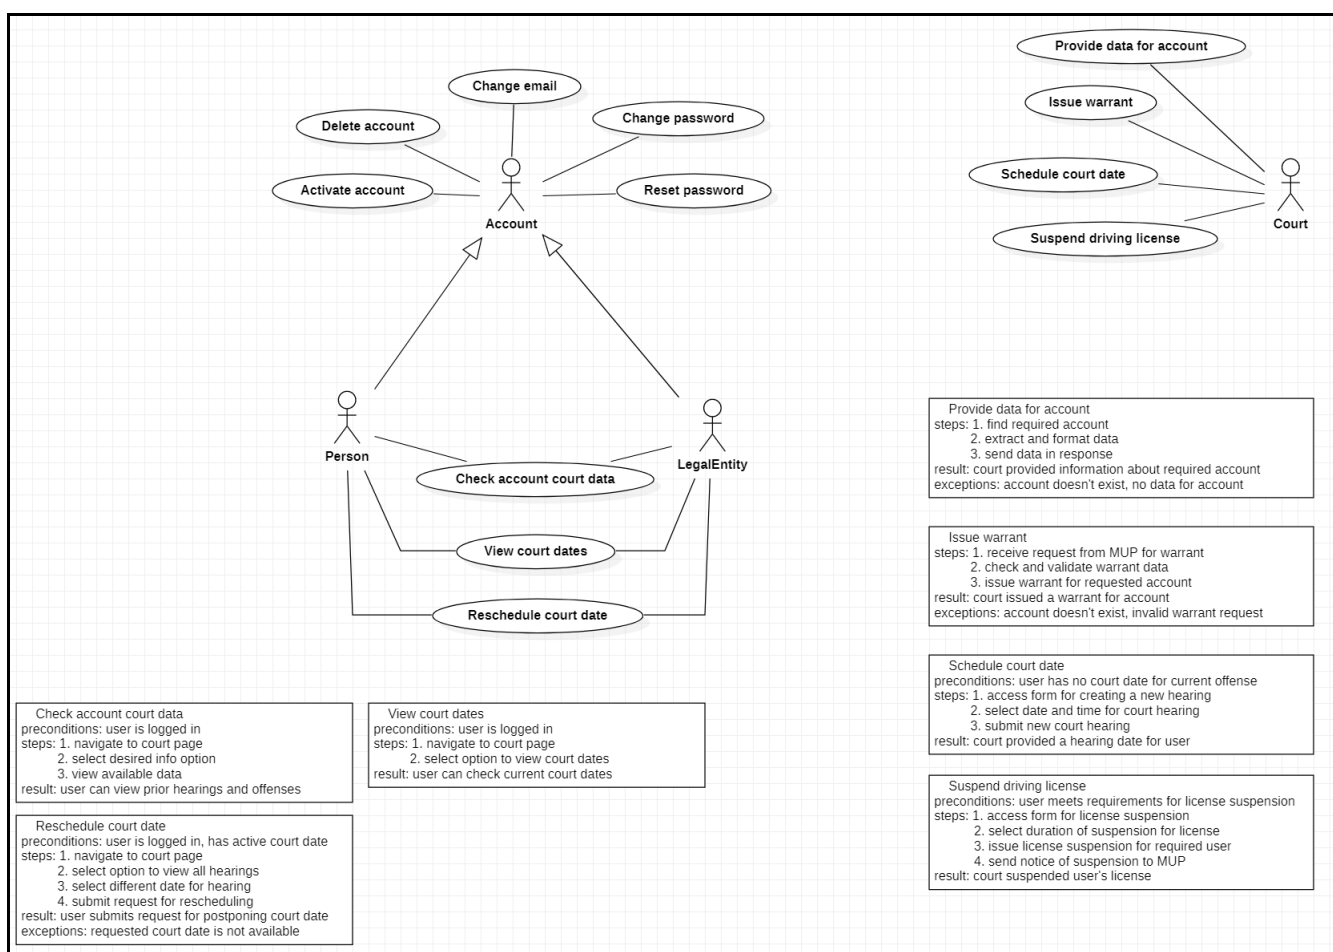 Provide data for account
Change email
Issue warrant
Delete account
Change password
Schedule court date
Activate account
Reset password
Account
Court
Suspend driving license
Person
LegalEntity
Check account court data
View court dates
Reschedule court date
Provide data for account
steps: 1. find required account
2. extract and format data
3. send data in response
result: court provided information about required account
exceptions: account doesn't exist, no data for account
Issue warrant
steps: 1. receive request from MUP for warrant
2. check and validate warrant data
3. issue warrant for requested account
result: court issued a warrant for account
exceptions: account doesn't exist, invalid warrant request
Schedule court date
preconditions: user has no court date for current offense
steps: 1. access form for creating a new hearing
2. select date and time for court hearing
3. submit new court hearing
result: court provided a hearing date for user
Suspend driving license
preconditions: user meets requirements for license suspension
steps: 1. access form for license suspension
2. select duration of suspension for license
3. issue license suspension for required user
4. send notice of suspension to MUP
result: court suspended user's license
Check account court data
preconditions: user is logged in
steps: 1. navigate to court page
2. select desired info option
3. view available data
result: user can view prior hearings and offenses
View court dates
preconditions: user is logged in
steps: 1. navigate to court page
2. select option to view court dates
result: user can check current court dates
Reschedule court date
preconditions: user is logged in, has active court date
steps: 1. navigate to court page
2. select option to view all hearings
3. select different date for hearing
4. submit request for rescheduling
result: user submits request for postponing court date
exceptions: requested court date is not available